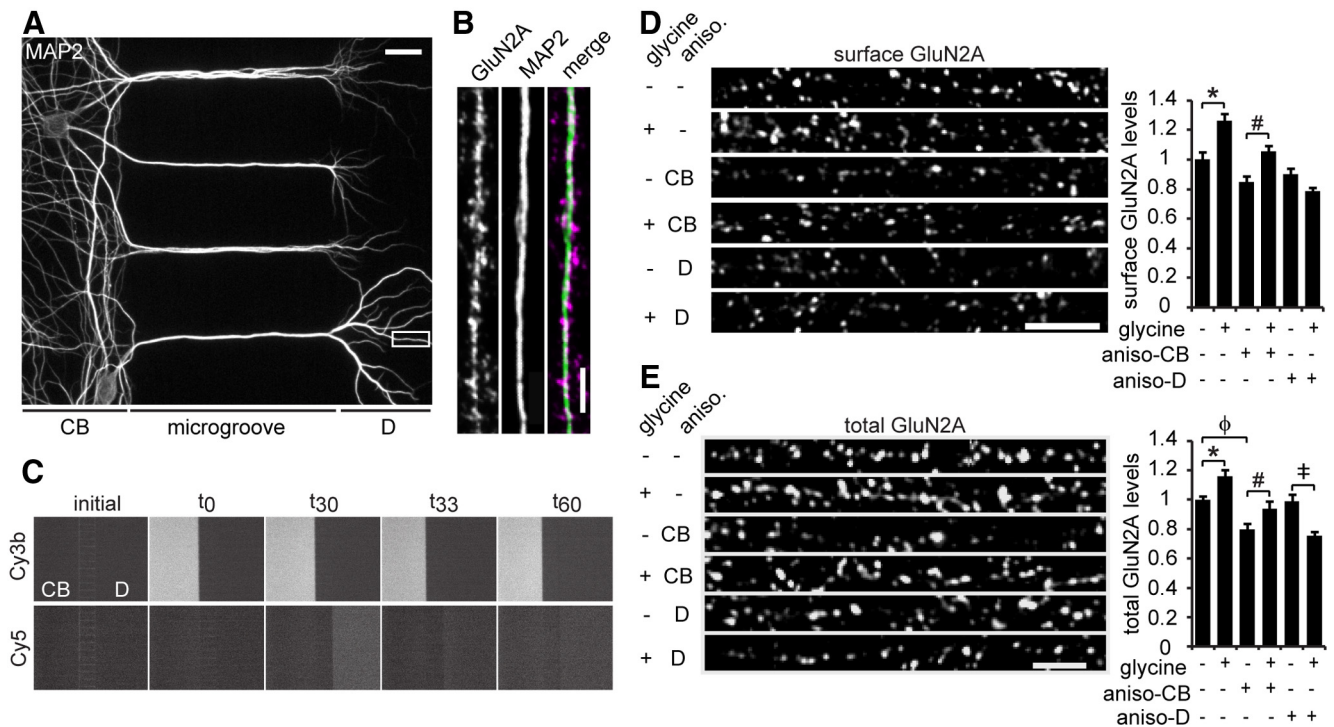 A
MAP2
CB microgroove D
B
GluN2A MAP2 merge
C
initial t0 t30 t33 t60
Cy3b
CB D
Cy5
D
glycine aniso.
surface GluN2A
- -
+ -
- CB
+ CB
- D
+ D
surface GluN2A levels
1.4
1.2
1
0.8
0.6
0.4
0.2
0
* #
glycine - + - + - +
aniso-CB - - + + - -
aniso-D - - - - + +
E
glycine aniso.
total GluN2A
- -
+ -
- CB
+ CB
- D
+ D
total GluN2A levels
1.4
1.2
1
0.8
0.6
0.4
0.2
0
ϕ
* # ‡
glycine - + - + - +
aniso-CB - - + + - -
aniso-D - - - - + +